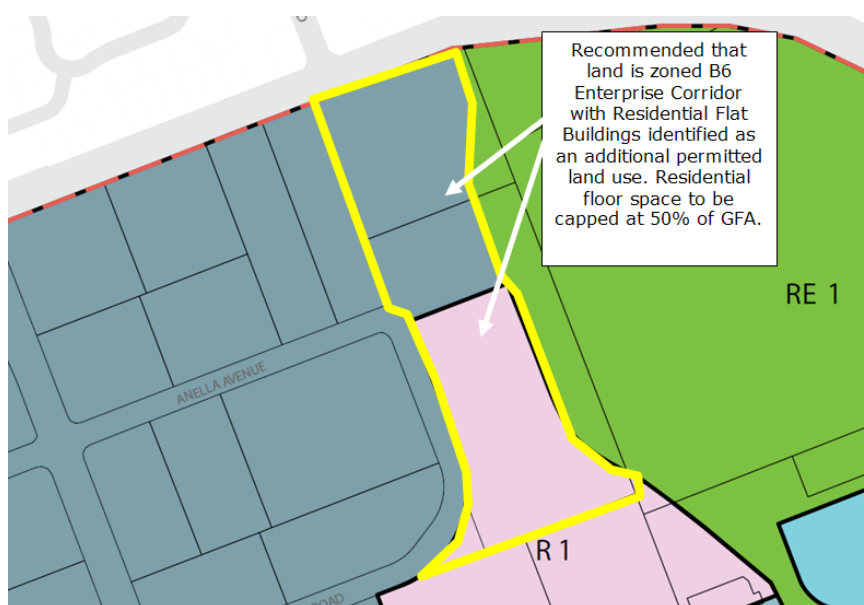 Recommended that
land is zoned B6
Enterprise Corridor
with Residential Flat
Buildings identified as
an additional permitted
land use. Residential
floor space to be
capped at 50% of GFA.
RE 1
ANELLA AVENUE
R 1
ROAD